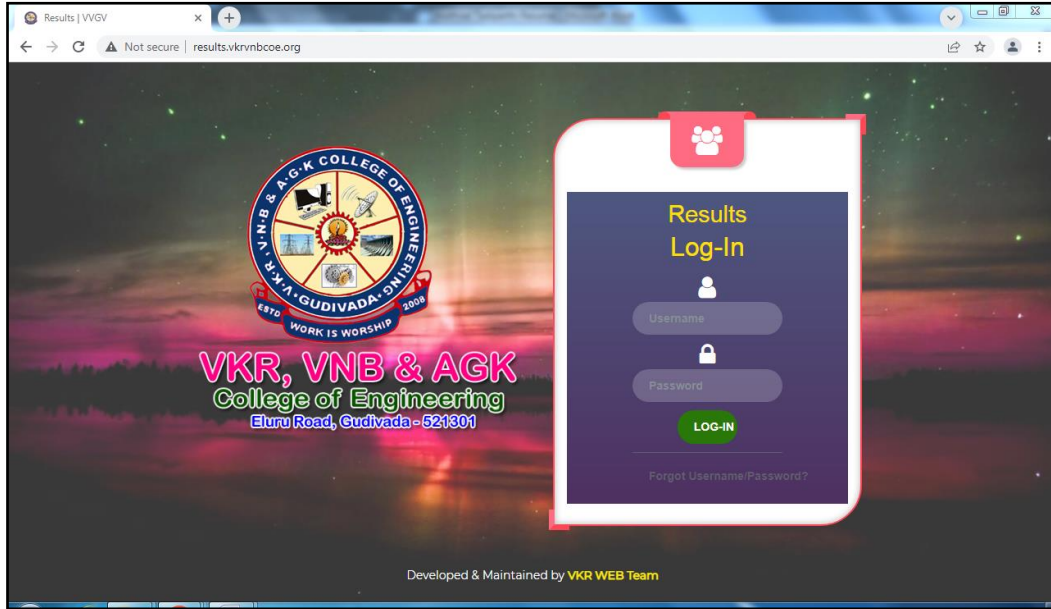 Results | VVGV
Not secure | results.vkrvnbcoe.org
V·K·R · V·N·B & A·G·K COLLEGE OF ENGINEERING
·GUDIVADA·
ESTD 2008
WORK IS WORSHIP
VKR, VNB & AGK
College of Engineering
Eluru Road, Gudivada - 521301
Results
Log-In
Username
Password
LOG-IN
Forgot Username/Password?
Developed & Maintained by VKR WEB Team